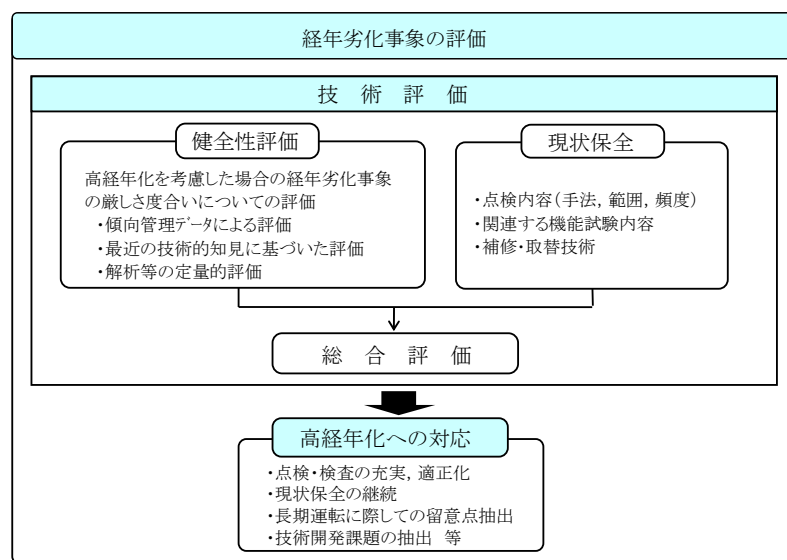 経年劣化事象の評価
技 術 評 価
健全性評価
高経年化を考慮した場合の経年劣化事象
の厳しさ度合いについての評価
・傾向管理ﾃﾞｰﾀによる評価
・最近の技術的知見に基づいた評価
・解析等の定量的評価
現状保全
・点検内容(手法, 範囲, 頻度)
・関連する機能試験内容
・補修・取替技術
総 合 評 価
高経年化への対応
・点検・検査の充実, 適正化
・現状保全の継続
・長期運転に際しての留意点抽出
・技術開発課題の抽出 等